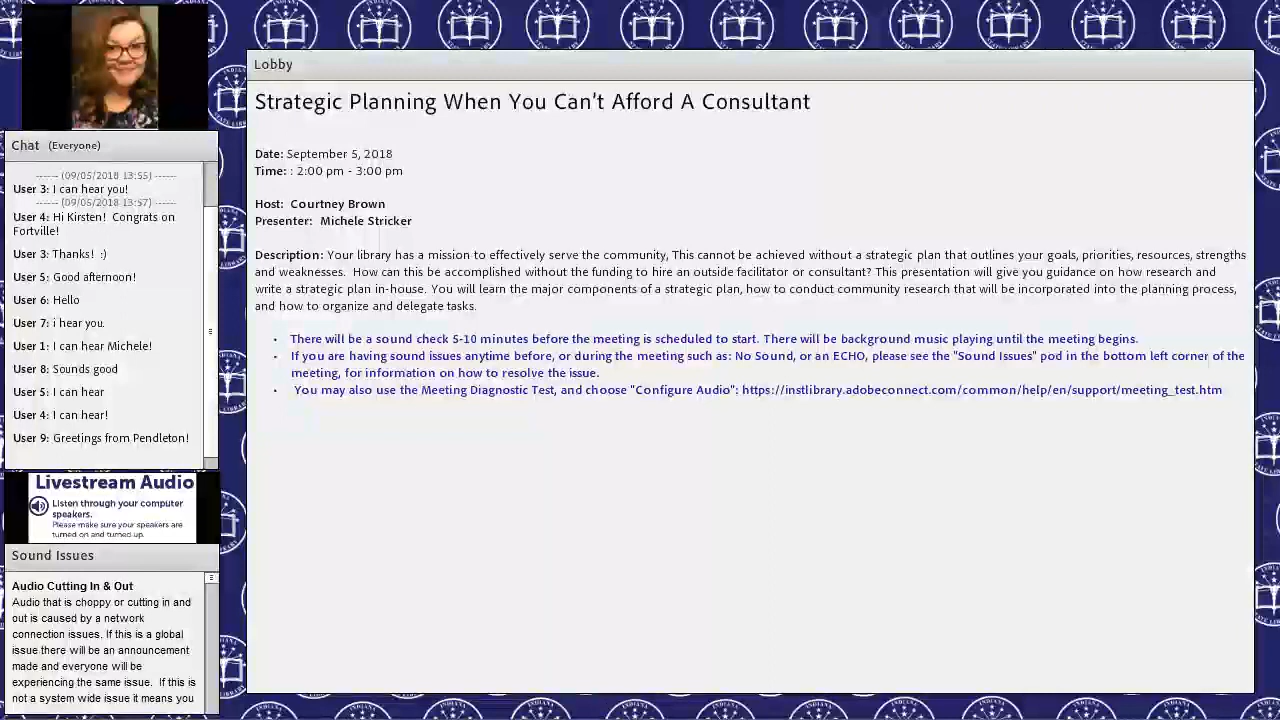 Lobby
Strategic Planning When You Can't Afford A Consultant
Date: September 5, 2018
Time: : 2:00 pm - 3:00 pm
Host: Courtney Brown
Presenter: Michele Stricker
Description: Your library has a mission to effectively serve the community, This cannot be achieved without a strategic plan that outlines your goals, priorities, resources, strengths
and weaknesses. How can this be accomplished without the funding to hire an outside facilitator or consultant? This presentation will give you guidance on how research and
write a strategic plan in-house. You will learn the major components of a strategic plan, how to conduct community research that will be incorporated into the planning process,
and how to organize and delegate tasks.
• There will be a sound check 5-10 minutes before the meeting is scheduled to start. There will be background music playing until the meeting begins.
• If you are having sound issues anytime before, or during the meeting such as: No Sound, or an ECHO, please see the "Sound Issues" pod in the bottom left corner of the
meeting, for information on how to resolve the issue.
• You may also use the Meeting Diagnostic Test, and choose "Configure Audio": https://instlibrary.adobeconnect.com/common/help/en/support/meeting_test.htm
Chat (Everyone)
------ (09/05/2018 13:55) ------
User 3: I can hear you!
------ (09/05/2018 13:57) ------
User 4: Hi Kirsten! Congrats on
Fortville!
User 3: Thanks! :)
User 5: Good afternoon!
User 6: Hello
User 7: i hear you.
User 1: I can hear Michele!
User 8: Sounds good
User 5: I can hear
User 4: I can hear!
User 9: Greetings from Pendleton!
Livestream Audio
Listen through your computer
speakers.
Please make sure your speakers are
turned on and turned up.
Sound Issues
Audio Cutting In & Out
Audio that is choppy or cutting in and
out is caused by a network
connection issues. If this is a global
issue there will be an announcement
made and everyone will be
experiencing the same issue. If this is
not a system wide issue it means you
INDIANA
STATE LIBRARY